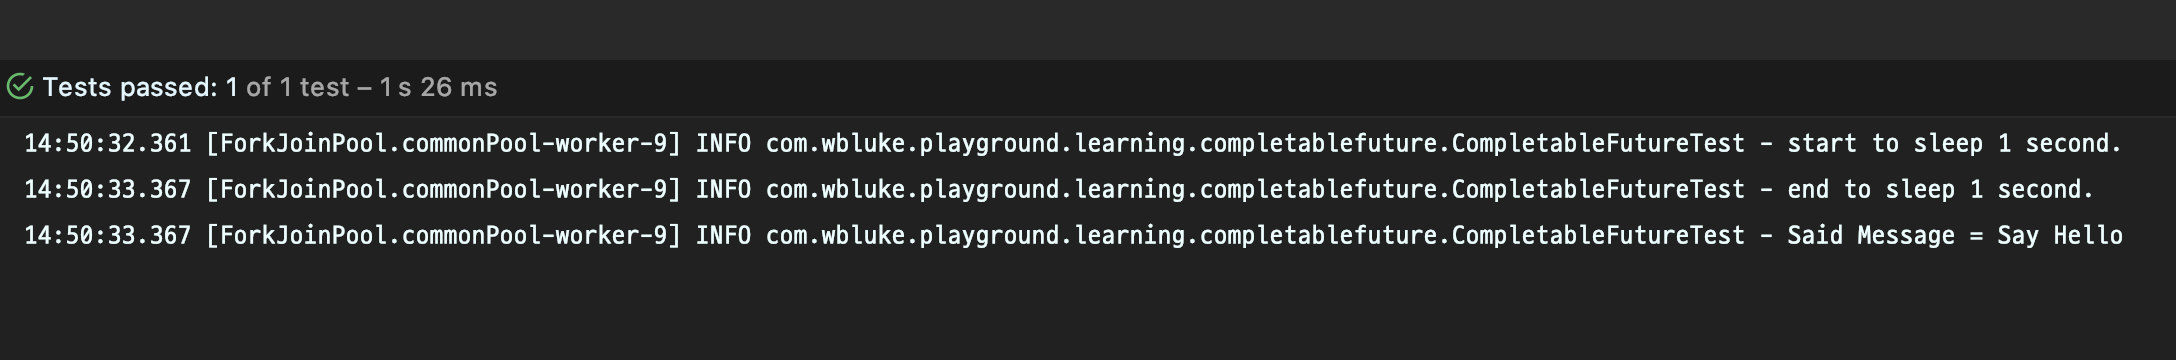 Tests passed: 1 of 1 test – 1 s 26 ms
14:50:32.361 [ForkJoinPool.commonPool-worker-9] INFO com.wbluke.playground.learning.completablefuture.CompletableFutureTest - start to sleep 1 second.
14:50:33.367 [ForkJoinPool.commonPool-worker-9] INFO com.wbluke.playground.learning.completablefuture.CompletableFutureTest - end to sleep 1 second.
14:50:33.367 [ForkJoinPool.commonPool-worker-9] INFO com.wbluke.playground.learning.completablefuture.CompletableFutureTest - Said Message = Say Hello